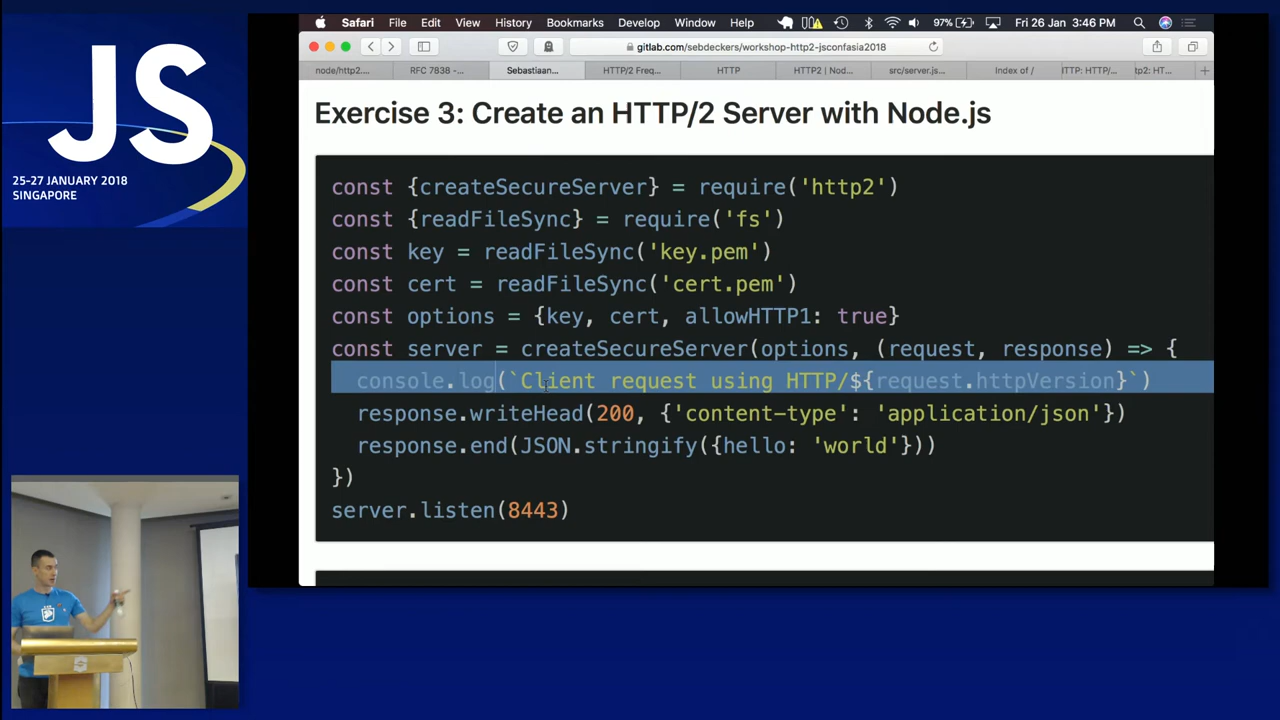 JS
25-27 JANUARY 2018
SINGAPORE
Safari File Edit View History Bookmarks Develop Window Help 97% Fri 26 Jan 3:46 PM
gitlab.com/sebdeckers/workshop-http2-jsconfasia2018
node/http2.... RFC 7838 - ... Sebastiaan... HTTP/2 Freq... HTTP HTTP2 | Nod... src/server.js... Index of / ITTP: HTTP/... tp2: HT...
Exercise 3: Create an HTTP/2 Server with Node.js
const {createSecureServer} = require('http2')
const {readFileSync} = require('fs')
const key = readFileSync('key.pem')
const cert = readFileSync('cert.pem')
const options = {key, cert, allowHTTP1: true}
const server = createSecureServer(options, (request, response) => {
console.log(`Client request using HTTP/${request.httpVersion}`)
response.writeHead(200, {'content-type': 'application/json'})
response.end(JSON.stringify({hello: 'world'}))
})
server.listen(8443)